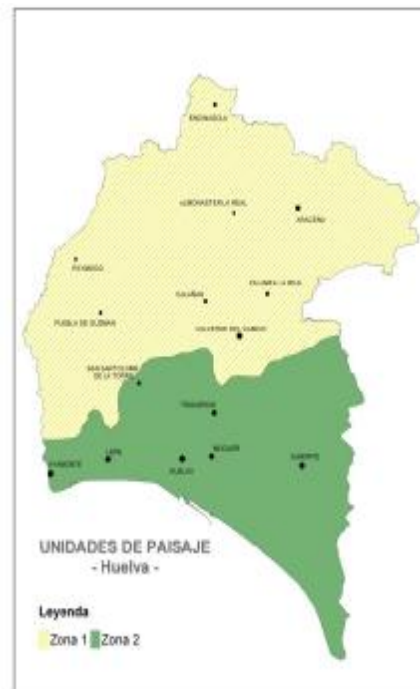 ENCINASOLA
ALMONASTER LA REAL
ARACENA
PAYMOGO
CALAÑAS
ZALAMEA LA REAL
PUEBLA DE GUZMÁN
VALVERDE DEL CAMINO
SAN BARTOLOMÉ
DE LA TORRE
TRIGUEROS
LEPE
HUELVA
MOGUER
ALMONTE
AYAMONTE
UNIDADES DE PAISAJE
- Huelva -
Leyenda
Zona 1
Zona 2